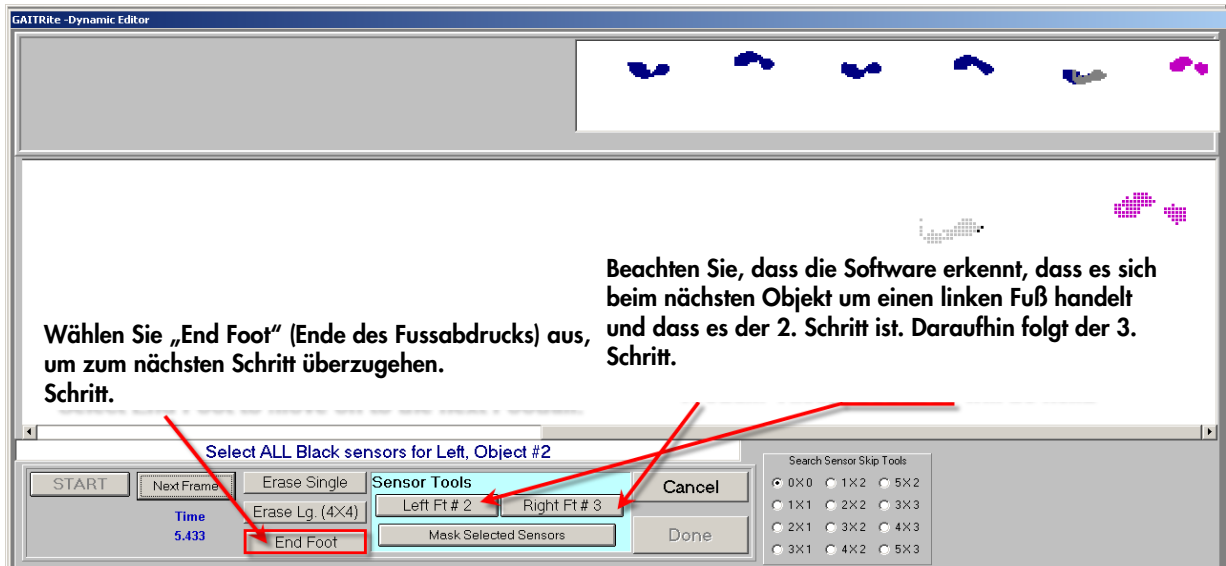 GAITRite -Dynamic Editor
Beachten Sie, dass die Software erkennt, dass es sich
beim nächsten Objekt um einen linken Fuß handelt
und dass es der 2. Schritt ist. Daraufhin folgt der 3.
Schritt.
Wählen Sie „End Foot“ (Ende des Fussabdrucks) aus,
um zum nächsten Schritt überzugehen.
Schritt.
Select ALL Black sensors for Left, Object #2
START
Next Frame
Time
5.433
Erase Single
Erase Lg. (4X4)
End Foot
Sensor Tools
Left Ft # 2
Right Ft # 3
Mask Selected Sensors
Cancel
Done
Search Sensor Skip Tools
0X0 1X2 5X2
1X1 2X2 3X3
2X1 3X2 4X3
3X1 4X2 5X3